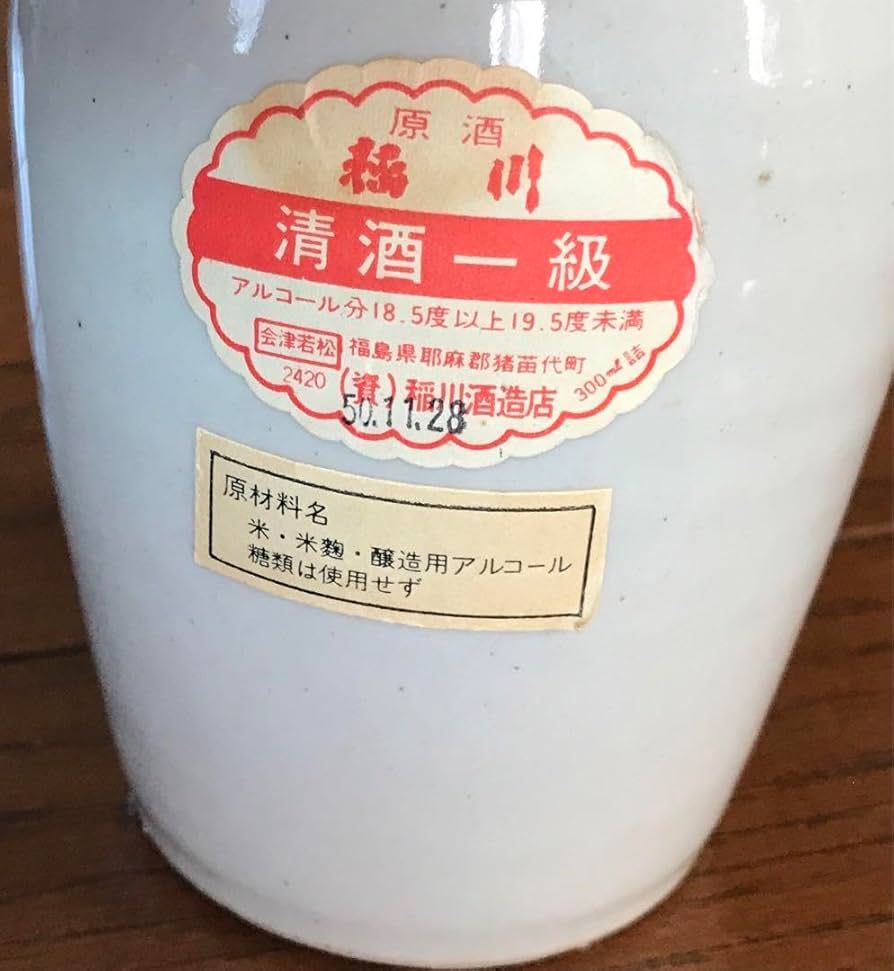 原酒
稲川
清酒一級
アルコール分18.5度以上19.5度未満
会津若松 福島県耶麻郡猪苗代町
2420 (資)稲川酒造店 300ml詰
50.11.28
原材料名
米・米麹・醸造用アルコール
糖類は使用せず